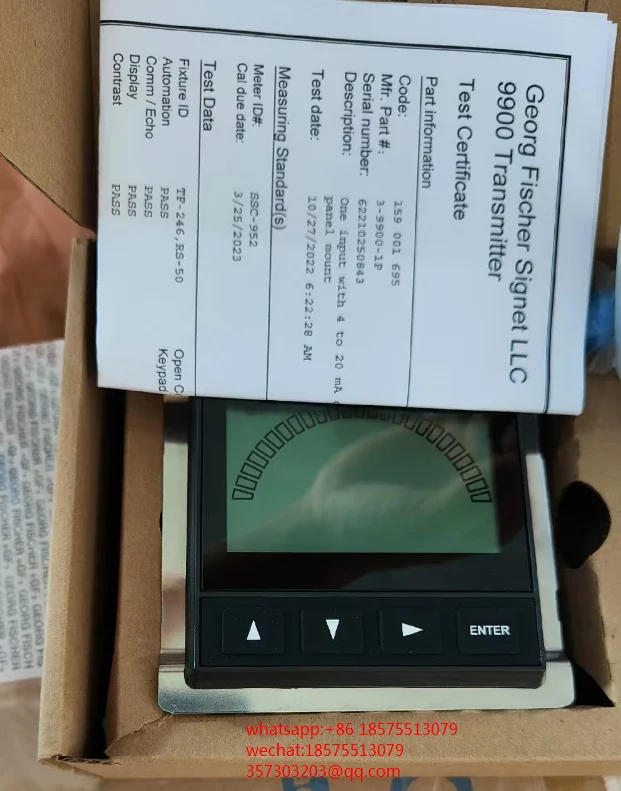 Georg Fischer Signet LLC
9900 Transmitter
Test Certificate
Part information
Code: 159 001 695
Mfr. Part #: 3-9900-1P
Serial number: 62210250843
Description: One input with 4 to 20 mA
panel mount
Test date: 10/27/2022 6:22:28 AM
Measuring Standard(s)
Meter ID#: SSC-952
Cal due date: 3/25/2023
Test Data
Fixture ID TF-246,RS-50
Automation PASS Open
Comm / Echo PASS Keypad
Display PASS
Contrast PASS
ENTER
whatsapp:+86 18575513079
wechat:18575513079
357303203@qq.com
GEORG FISCHER +GF+